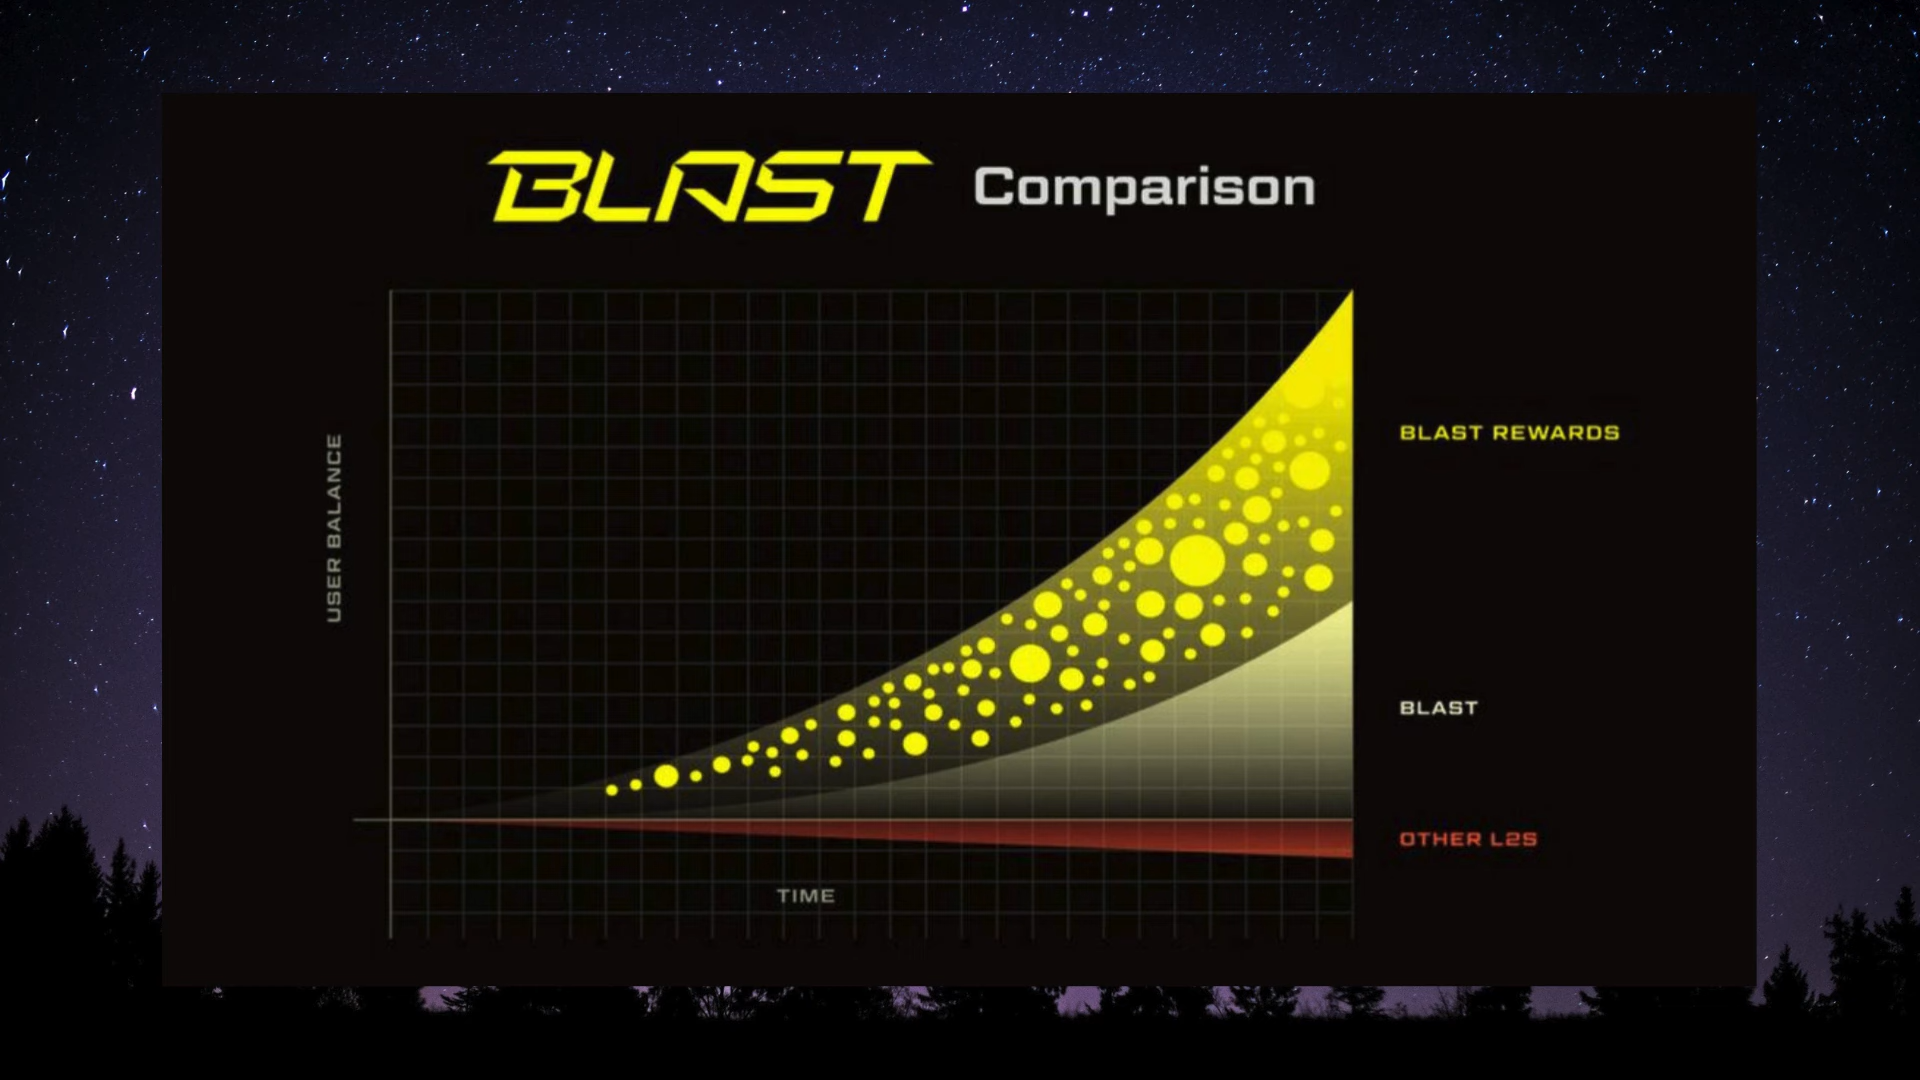 BLAST Comparison
USER BALANCE
BLAST REWARDS
BLAST
OTHER L2S
TIME